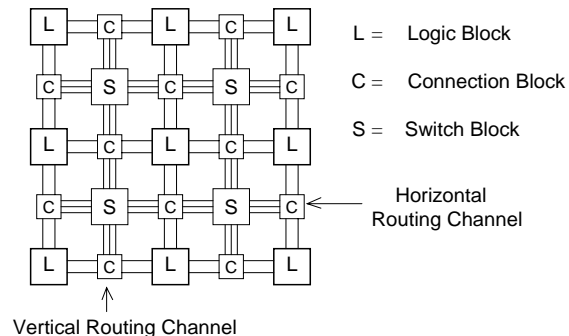 L C L C L
C S C S C
L C L C L
C S C S C
L C L C L
L = Logic Block
C = Connection Block
S = Switch Block
Horizontal
Routing Channel
Vertical Routing Channel